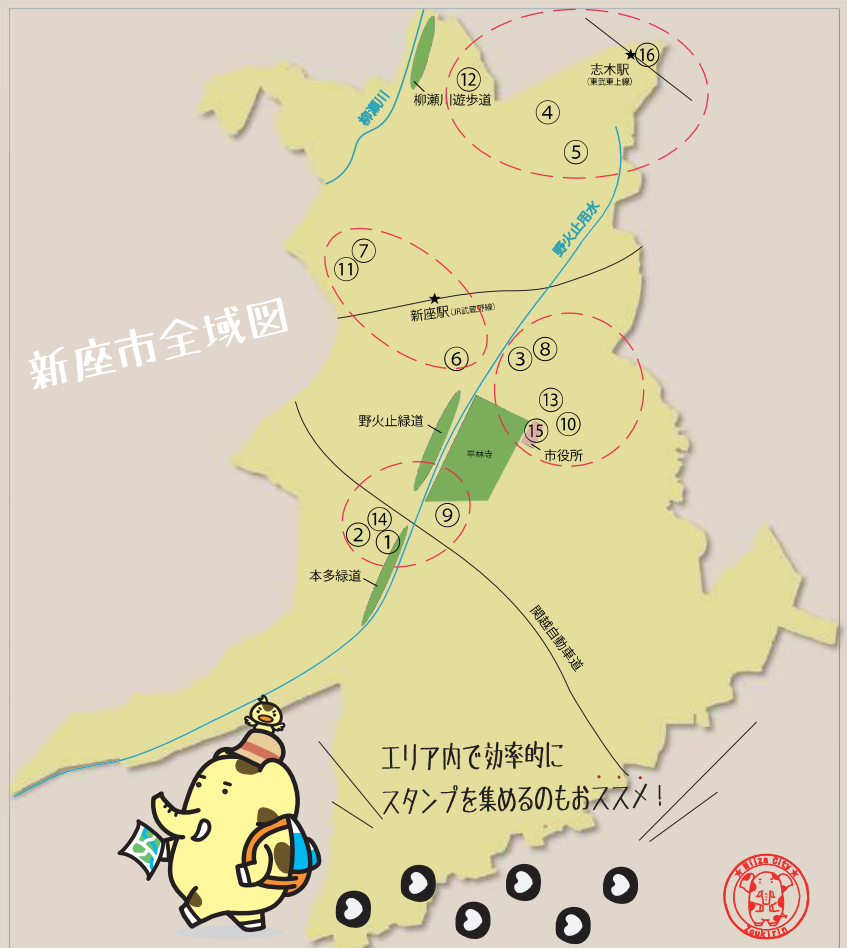 ⑯
志木駅
(東武東上線)
⑫
柳瀬川遊歩道
柳瀬川
④
⑤
野火止用水
⑦
⑪
新座駅(JR武蔵野線)
新座市全域図
⑥
③
⑧
⑬
⑩
⑮
市役所
野火止緑道
平林寺
⑨
⑭
②
①
本多緑道
関越自動車道
エリア内で効率的に
スタンプを集めるのもおススメ!
Niiza City
Zoukirin